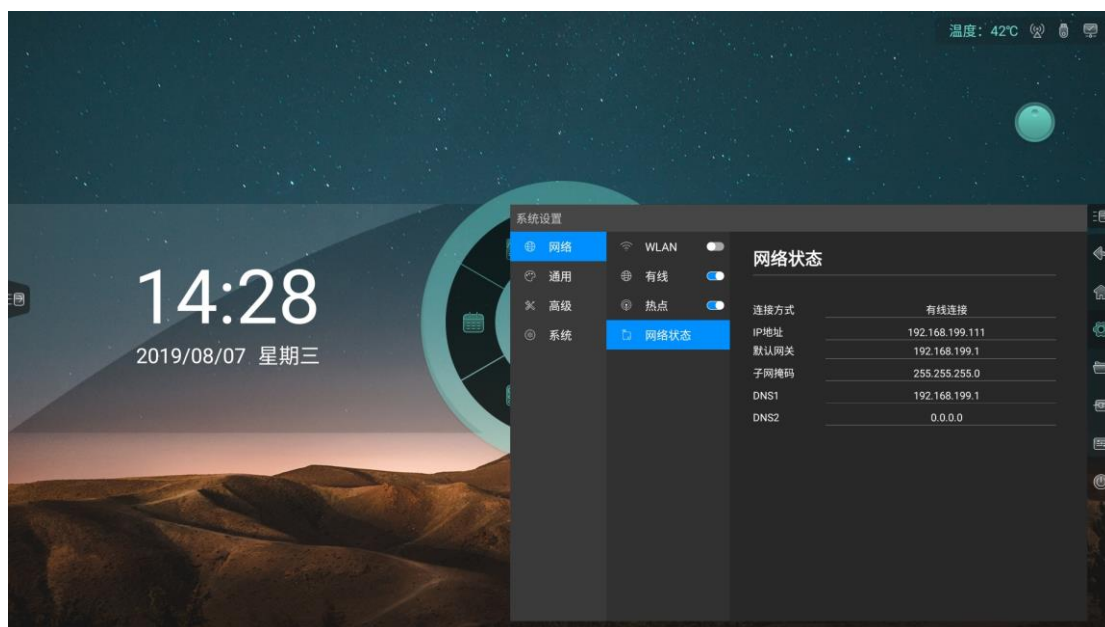 温度：42℃
14:28
2019/08/07 星期三
系统设置
网络
通用
高级
系统
WLAN
有线
热点
网络状态
网络状态
连接方式 有线连接
IP地址 192.168.199.111
默认网关 192.168.199.1
子网掩码 255.255.255.0
DNS1 192.168.199.1
DNS2 0.0.0.0